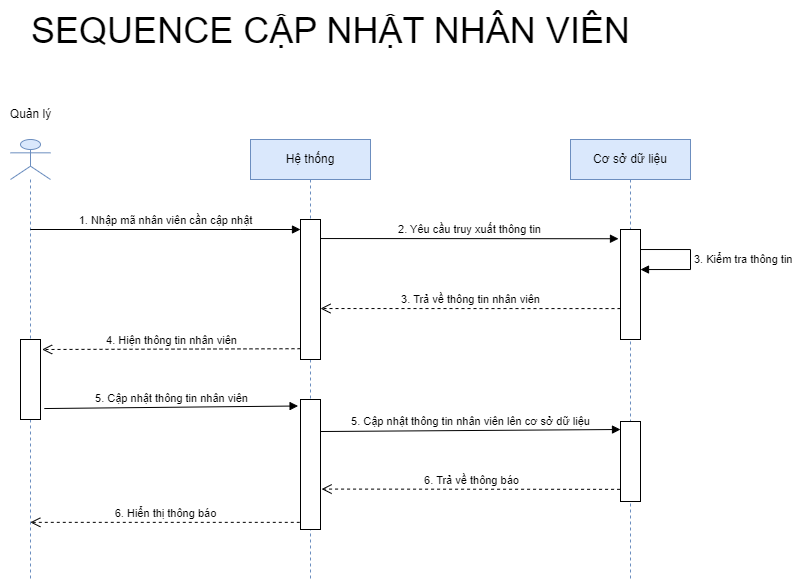 SEQUENCE CẬP NHẬT NHÂN VIÊN
Quản lý
Hệ thống
Cơ sở dữ liệu
1. Nhập mã nhân viên cần cập nhật
2. Yêu cầu truy xuất thông tin
3. Kiểm tra thông tin
3. Trả về thông tin nhân viên
4. Hiện thông tin nhân viên
5. Cập nhật thông tin nhân viên
5. Cập nhật thông tin nhân viên lên cơ sở dữ liệu
6. Trả về thông báo
6. Hiển thị thông báo